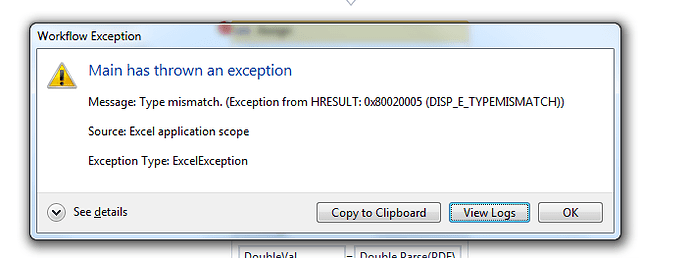 Workflow Exception
Main has thrown an exception
Message: Type mismatch. (Exception from HRESULT: 0x80020005 (DISP_E_TYPEMISMATCH))
Source: Excel application scope
Exception Type: ExcelException
See details
Copy to Clipboard
View Logs
OK
DoubleVal = Double.Parse(PDF)